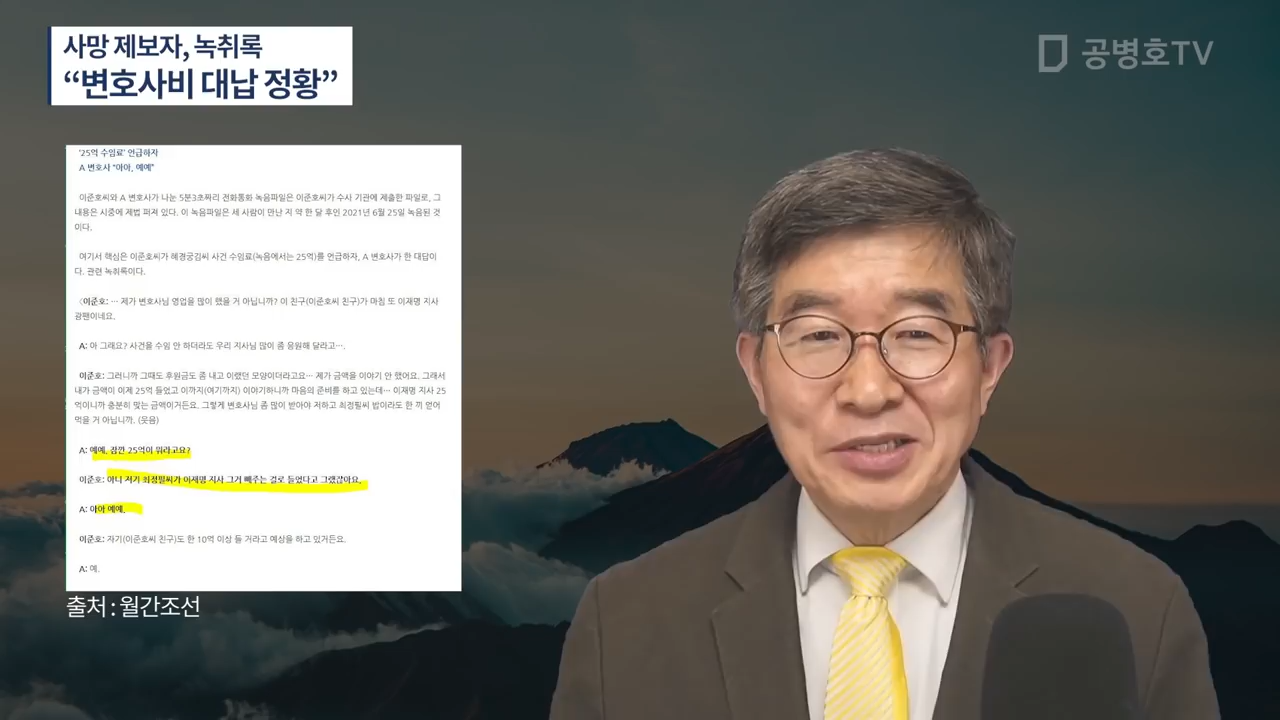 사망 제보자, 녹취록
“변호사비 대납 정황”
공병호TV
‘25억 수임료’ 언급하자
A 변호사 “아아, 예예”
이준호씨와 A 변호사가 나눈 5분3초짜리 전화통화 녹음파일은 이준호씨가 수사 기관에 제출한 파일로, 그
내용은 시중에 제법 퍼져 있다. 이 녹음파일은 세 사람이 만난 지 약 한 달 후인 2021년 6월 25일 녹음된 것
이다.
여기서 핵심은 이준호씨가 혜경궁김씨 사건 수임료(녹음에서는 25억)를 언급하자, A 변호사가 한 대답이
다. 관련 녹취록이다.
〈이준호: … 제가 변호사님 영업을 많이 했을 거 아닙니까? 이 친구(이준호씨 친구)가 마침 또 이재명 지사
광팬이네요.
A: 아 그래요? 사건을 수임 안 하더라도 우리 지사님 많이 좀 응원해 달라고….
이준호: 그러니까 그때도 후원금도 좀 내고 이랬던 모양이더라고요… 제가 금액을 이야기 안 했어요. 그래서
내가 금액이 이제 25억 들었고 이까지(여기까지) 이야기하니까 마음의 준비를 하고 있는데… 이재명 지사 25
억이니까 충분히 맞는 금액이거든요. 그렇게 변호사님 좀 많이 받아야 저하고 최정필씨 밥이라도 한 끼 얻어
먹을 거 아닙니까. (웃음)
A: 예예, 잠깐 25억이 뭐라고요?
이준호: 아니 저기 최정필씨가 이재명 지사 그거 빼주는 걸로 들었다고 그랬잖아요.
A: 아아 예예.
이준호: 자기(이준호씨 친구)도 한 10억 이상 들 거라고 예상을 하고 있거든요.
A: 예.
출처 : 월간조선